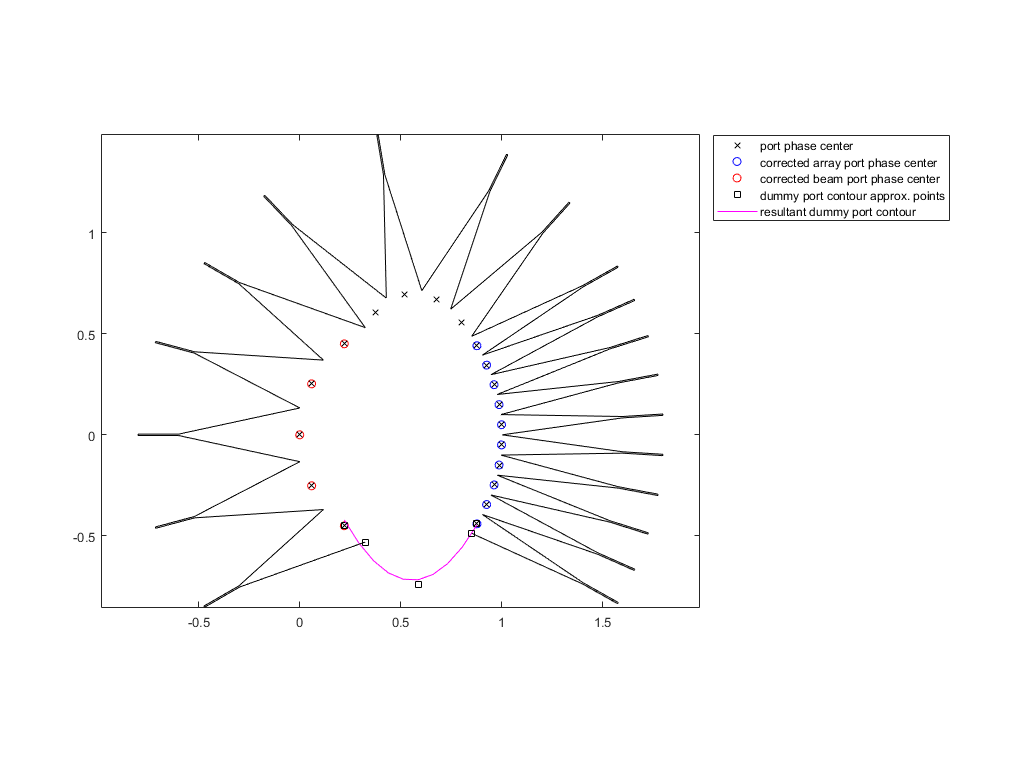 port phase center
corrected array port phase center
corrected beam port phase center
dummy port contour approx. points
resultant dummy port contour
1
0.5
0
-0.5
-0.5 0 0.5 1 1.5